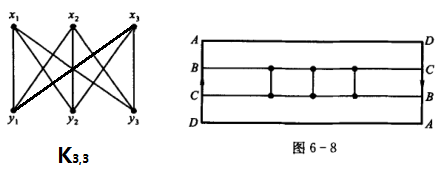 x₁ x₂ x₃
y₁ y₂ y₃
K₃,₃
A D
B C
C B
D A
图 6-8